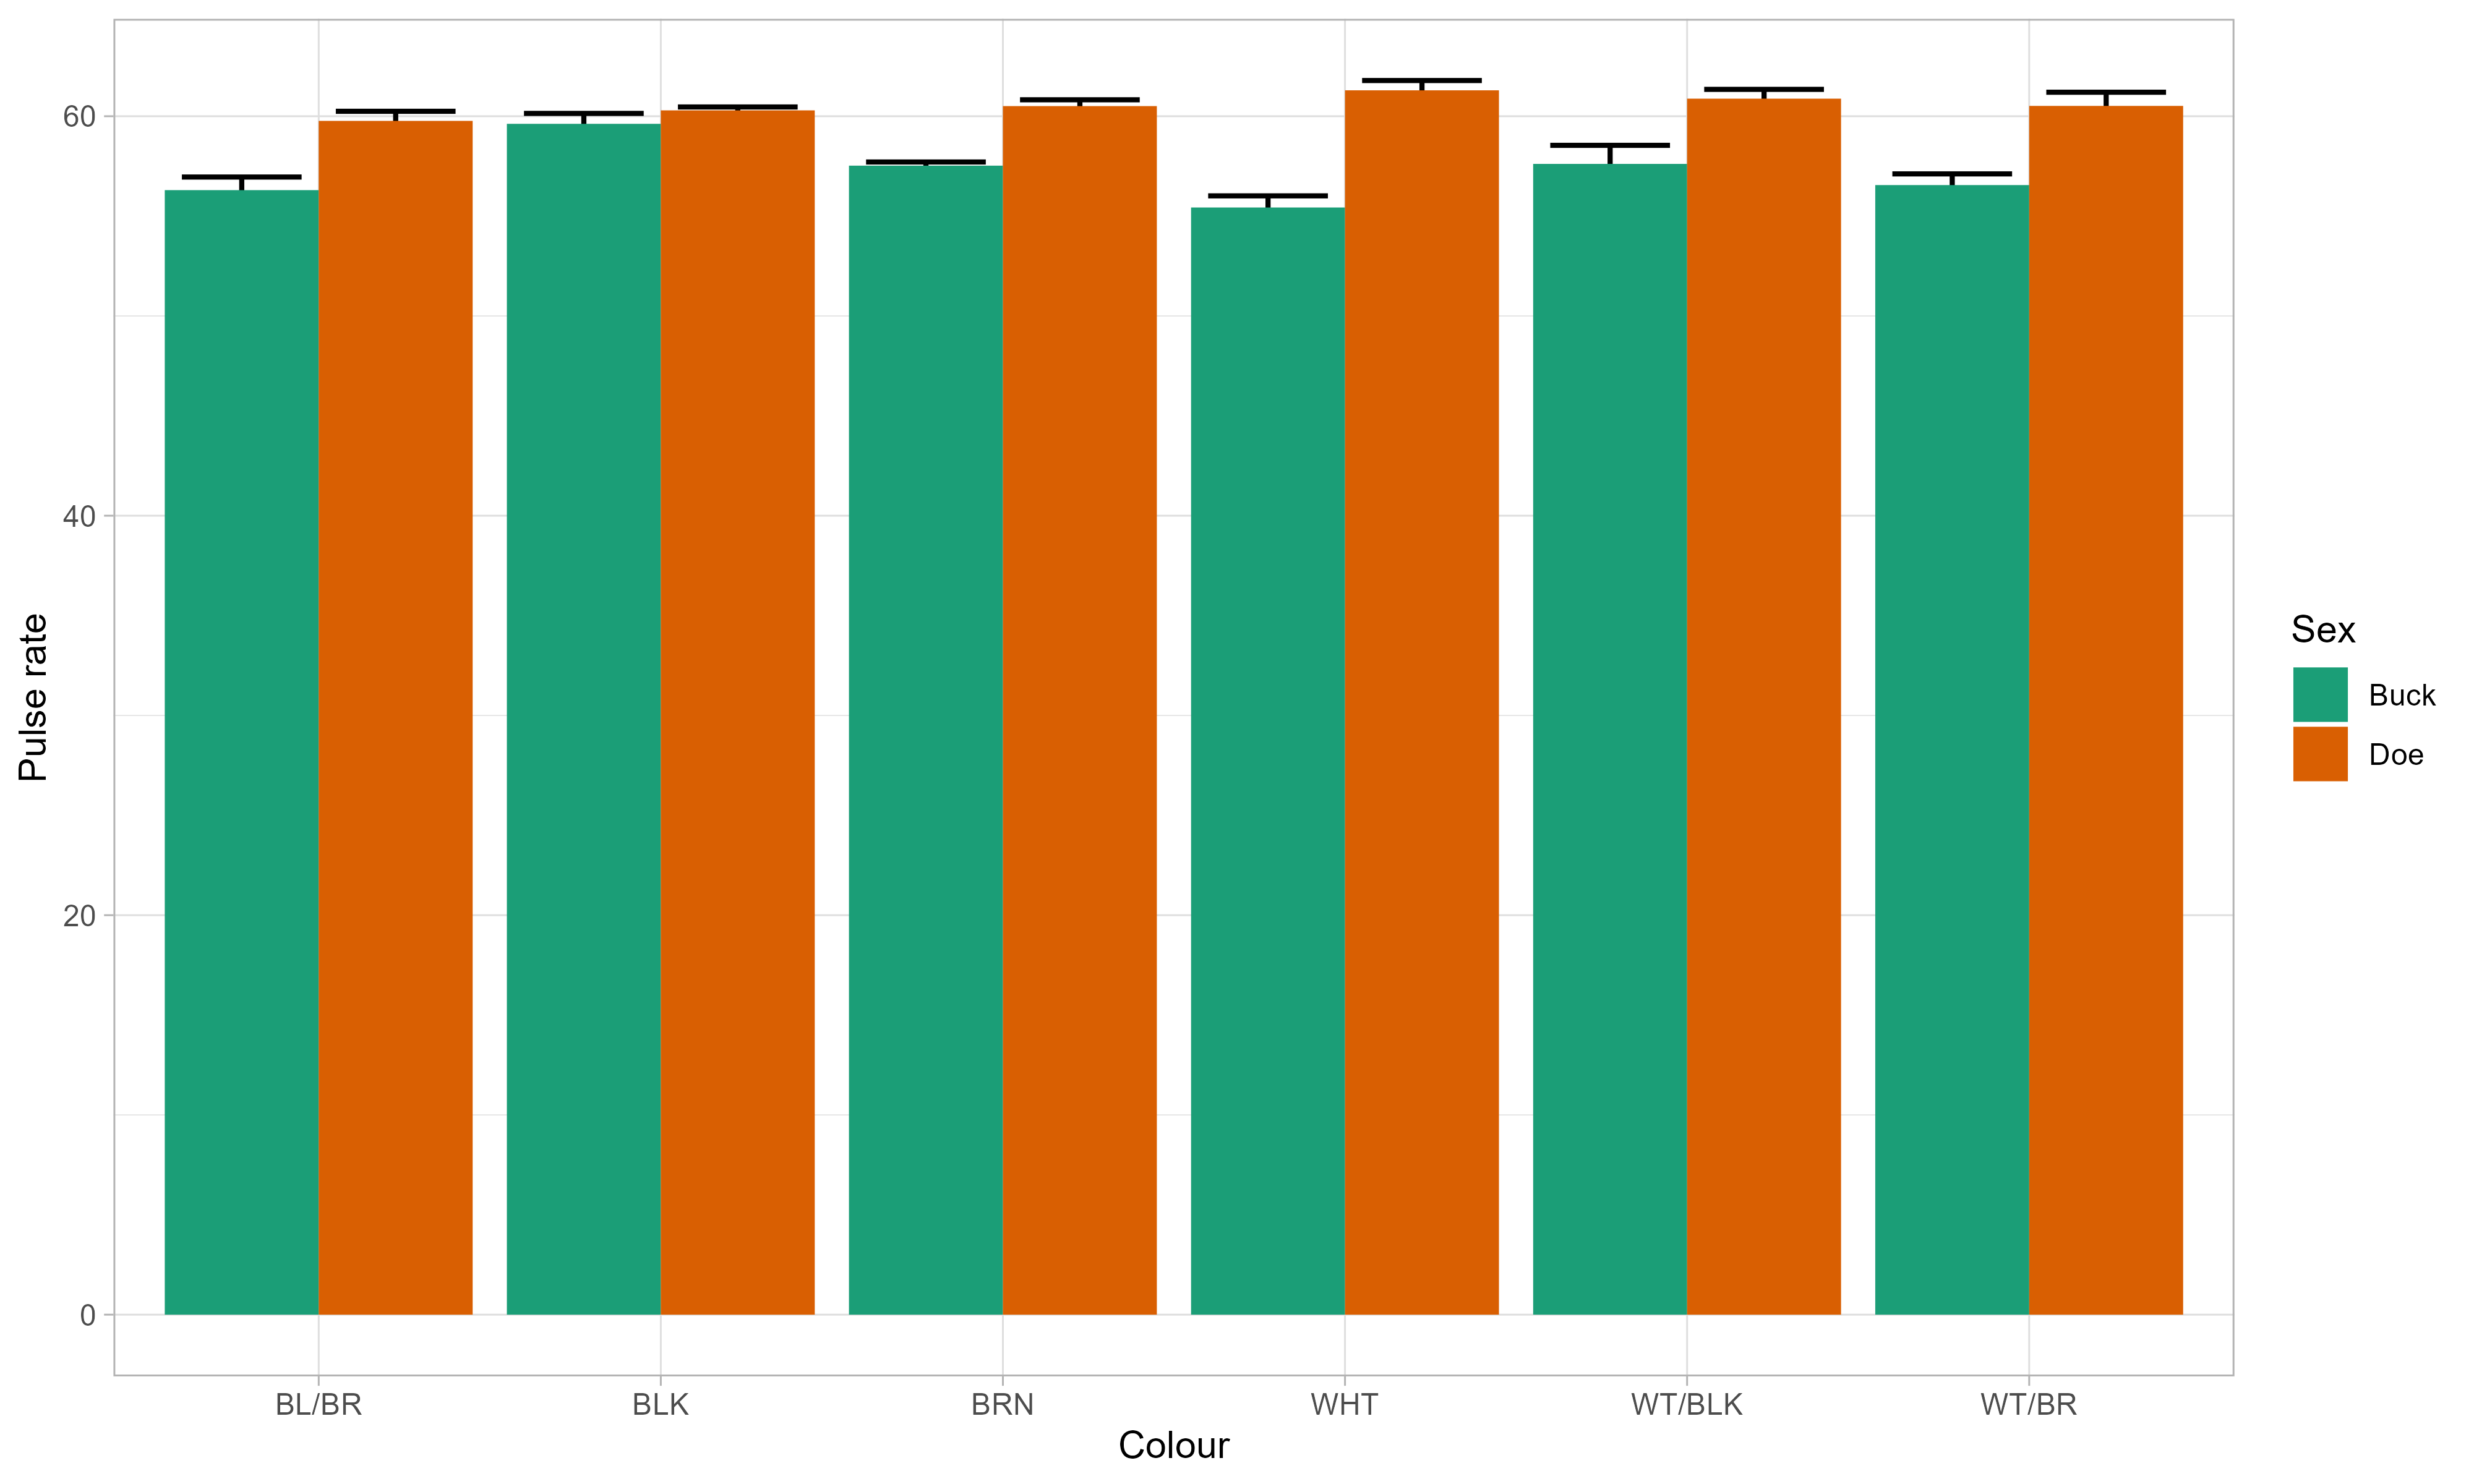 60
40
20
0
Pulse rate
BL/BR
BLK
BRN
WHT
WT/BLK
WT/BR
Colour
Sex
Buck
Doe